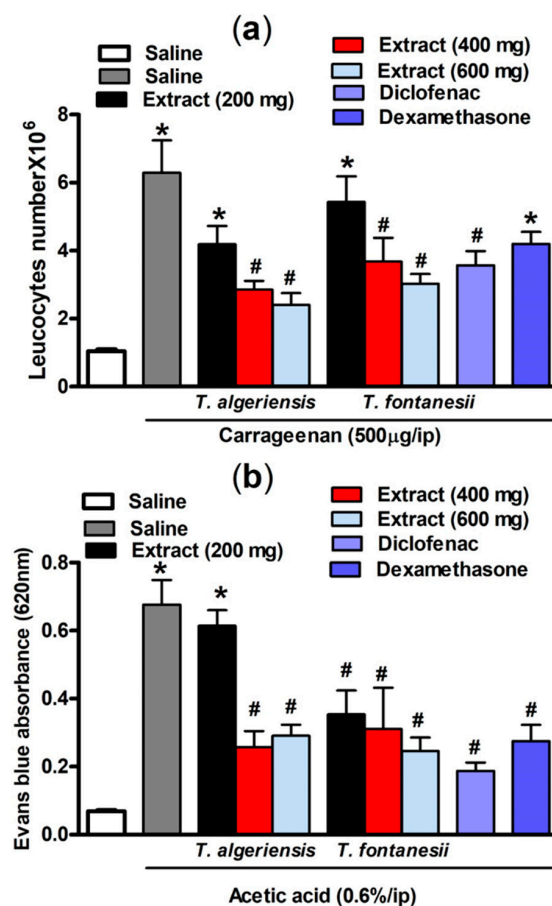 (a)
Saline
Saline
Extract (200 mg)
Extract (400 mg)
Extract (600 mg)
Diclofenac
Dexamethasone
Leucocytes numberX10⁶
8
6
4
2
0
*
*
#
#
*
#
#
#
*
T. algeriensis
T. fontanesii
Carrageenan (500µg/ip)
(b)
Saline
Saline
Extract (200 mg)
Extract (400 mg)
Extract (600 mg)
Diclofenac
Dexamethasone
Evans blue absorbance (620nm)
0.8
0.6
0.4
0.2
0.0
*
*
#
#
#
#
#
#
#
T. algeriensis
T. fontanesii
Acetic acid (0.6%/ip)